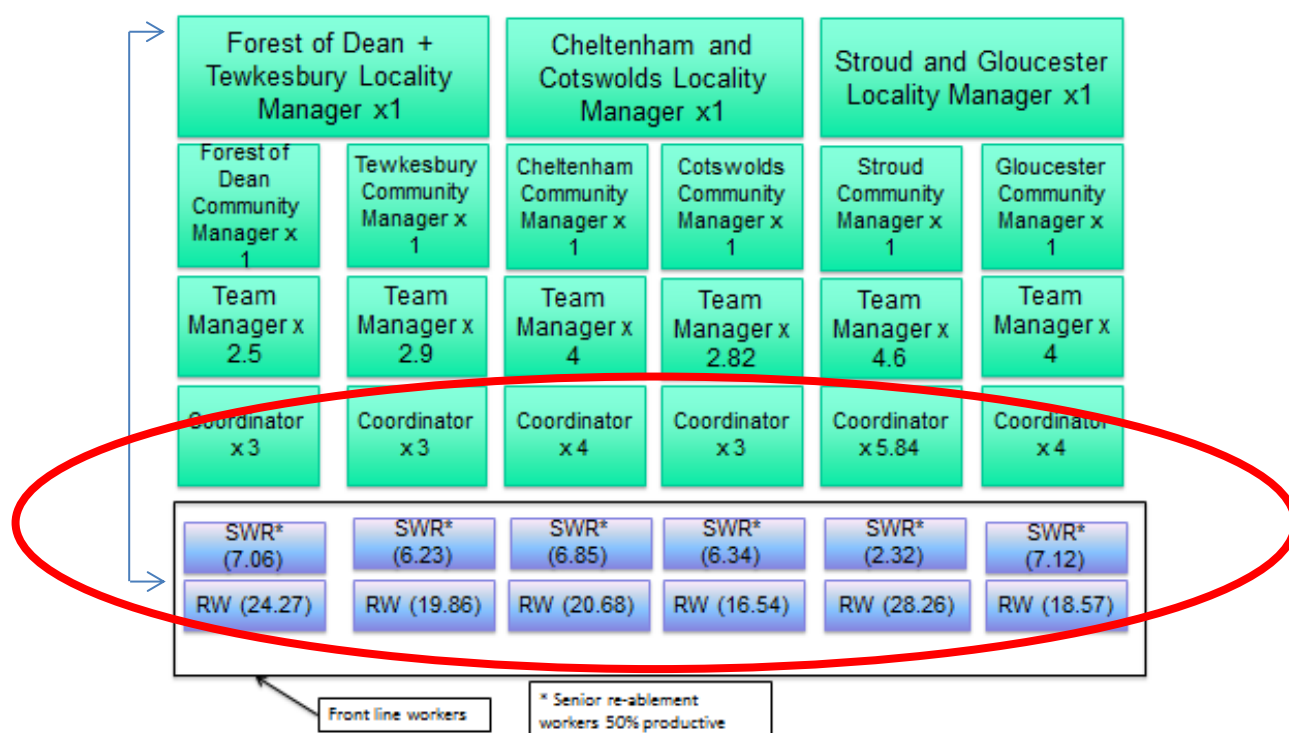 Forest of Dean +
Tewkesbury Locality
Manager x1
Cheltenham and
Cotswolds Locality
Manager x1
Stroud and Gloucester
Locality Manager x1
Forest of
Dean
Community
Manager x
1
Tewkesbury
Community
Manager x
1
Cheltenham
Community
Manager x
1
Cotswolds
Community
Manager x
1
Stroud
Community
Manager x
1
Gloucester
Community
Manager x
1
Team
Manager x
2.5
Team
Manager x
2.9
Team
Manager x
4
Team
Manager x
2.82
Team
Manager x
4.6
Team
Manager x
4
Coordinator
x 3
Coordinator
x 3
Coordinator
x 4
Coordinator
x 3
Coordinator
x 5.84
Coordinator
x 4
SWR*
(7.06)
SWR*
(6.23)
SWR*
(6.85)
SWR*
(6.34)
SWR*
(2.32)
SWR*
(7.12)
RW (24.27)
RW (19.86)
RW (20.68)
RW (16.54)
RW (28.26)
RW (18.57)
Front line workers
* Senior re-ablement
workers 50% productive